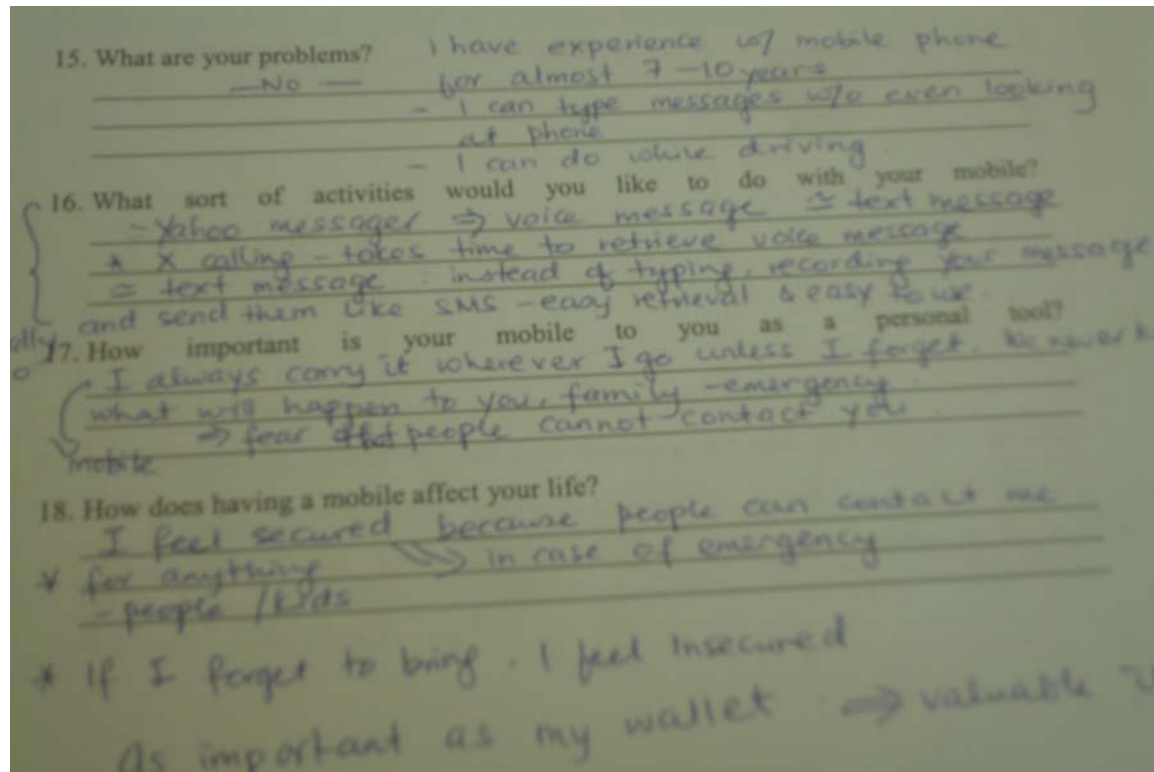 15. What are your problems? I have experience w/ mobile phone
— No — for almost 7-10 years
- I can type messages w/o even looking
at phone
- I can do while driving
16. What sort of activities would you like to do with your mobile?
- Yahoo messager ⇒ voice message ≃ text message
* X calling - takes time to retrieve voice message
≃ text message : instead of typing, recording your message
and send them like SMS - easy retrieval & easy to use.
17. How important is your mobile to you as a personal tool?
I always carry it wherever I go unless I forget. We never
what will happen to you, family - emergency
⇒ fear that people cannot contact you.
mobile
18. How does having a mobile affect your life?
I feel secured because people can contact me
* for anything ⇒ in case of emergency
- people / kids
* If I forget to bring, I feel insecured
As important as my wallet ⇒ valuable